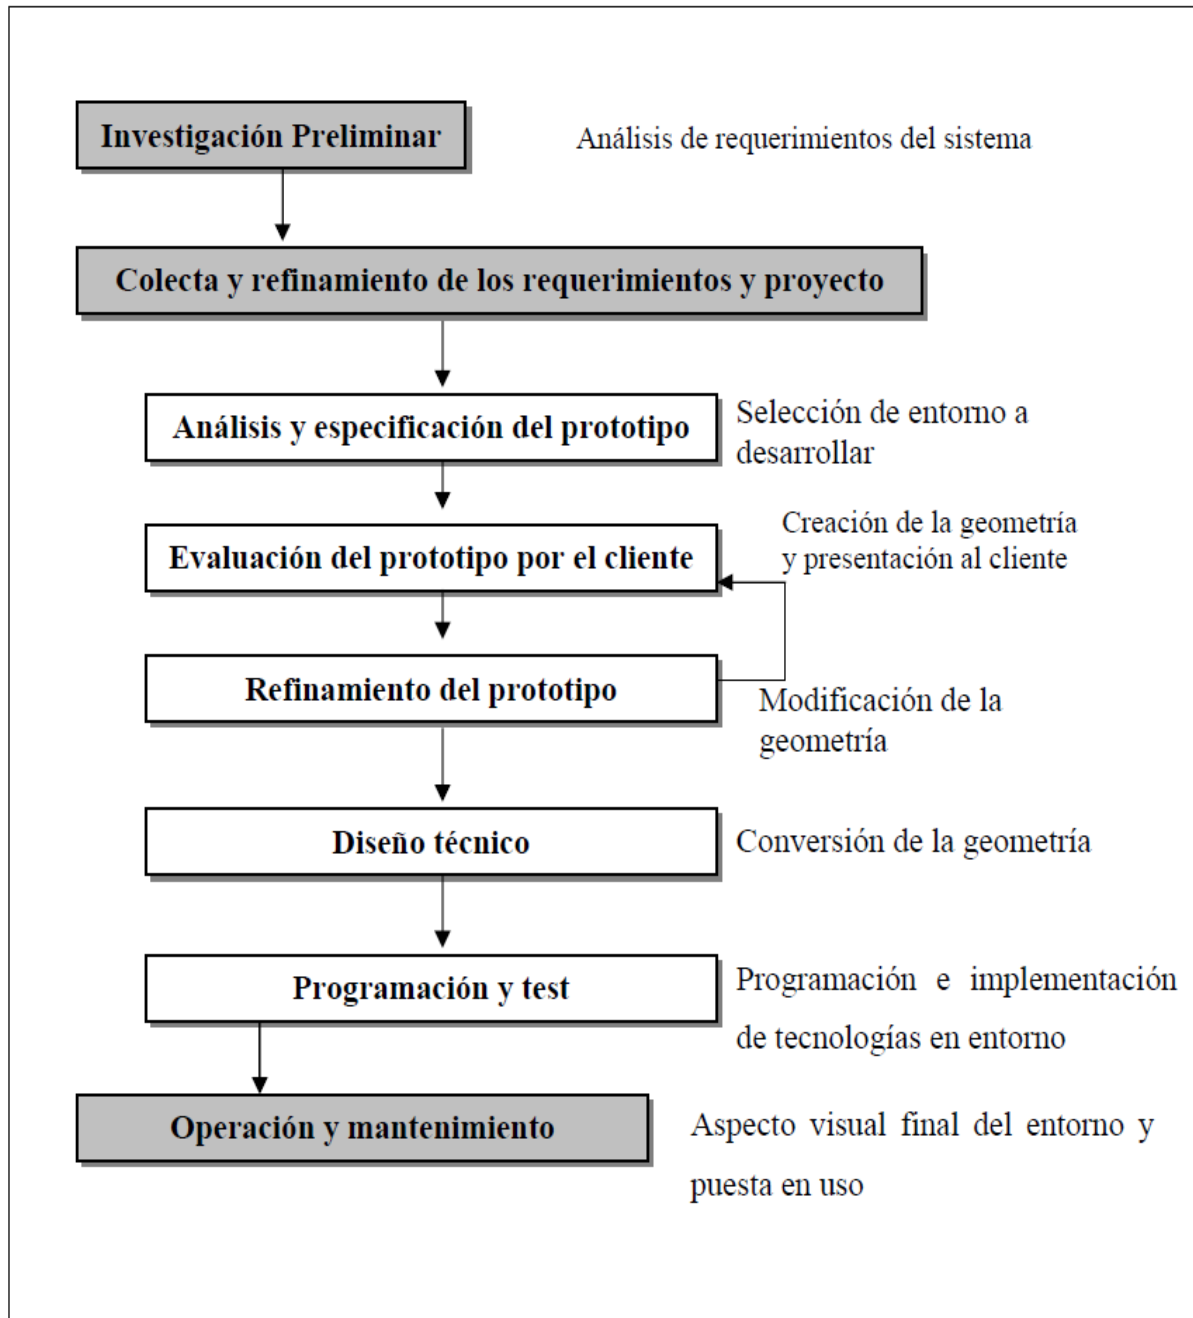 Investigación Preliminar
Análisis de requerimientos del sistema
Colecta y refinamiento de los requerimientos y proyecto
Análisis y especificación del prototipo
Selección de entorno a
desarrollar
Evaluación del prototipo por el cliente
Creación de la geometría
y presentación al cliente
Refinamiento del prototipo
Modificación de la
geometría
Diseño técnico
Conversión de la geometría
Programación y test
Programación e implementación
de tecnologías en entorno
Operación y mantenimiento
Aspecto visual final del entorno y
puesta en uso